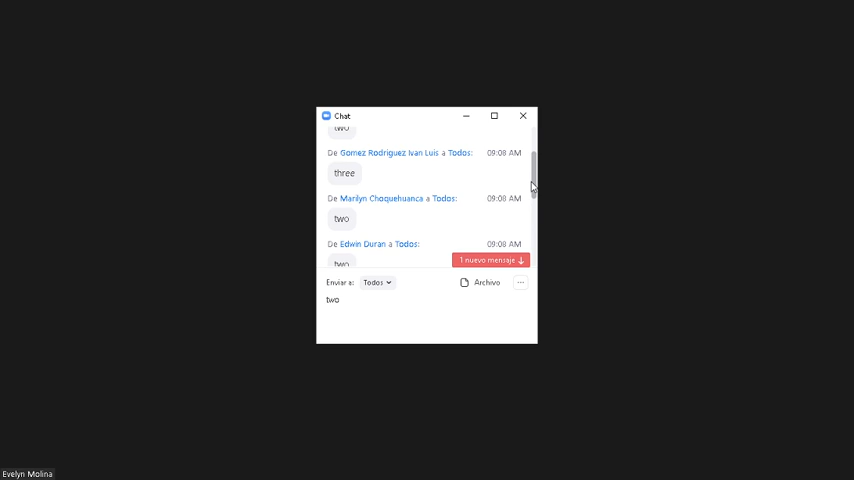 Chat
two
De Gomez Rodriguez Ivan Luis a Todos: 09:08 AM
three
De Marilyn Choquehuanca a Todos: 09:08 AM
two
De Edwin Duran a Todos: 09:08 AM
two
1 nuevo mensaje ↓
Enviar a: Todos Archivo ...
two
Evelyn Molina